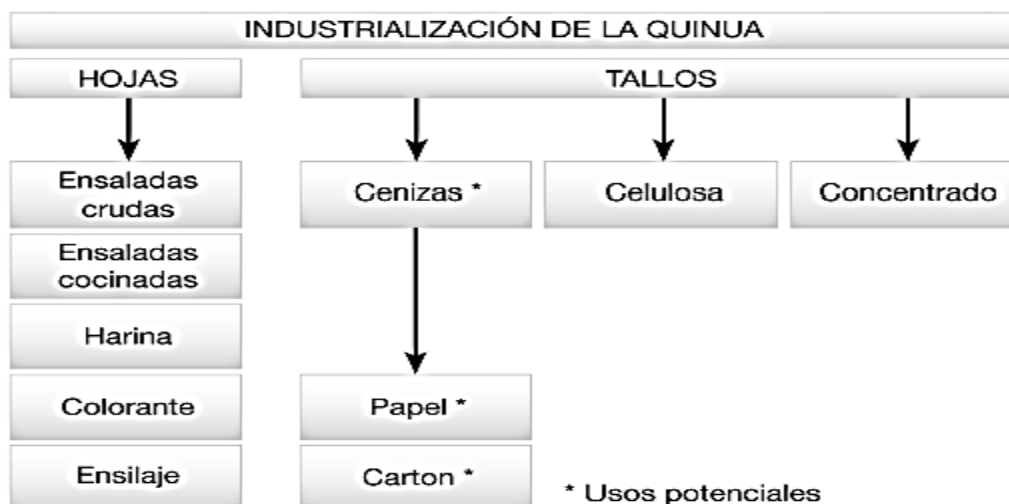 INDUSTRIALIZACIÓN DE LA QUINUA
HOJAS
TALLOS
Ensaladas
crudas
Ensaladas
cocinadas
Harina
Colorante
Ensilaje
Cenizas *
Celulosa
Concentrado
Papel *
Carton *
* Usos potenciales